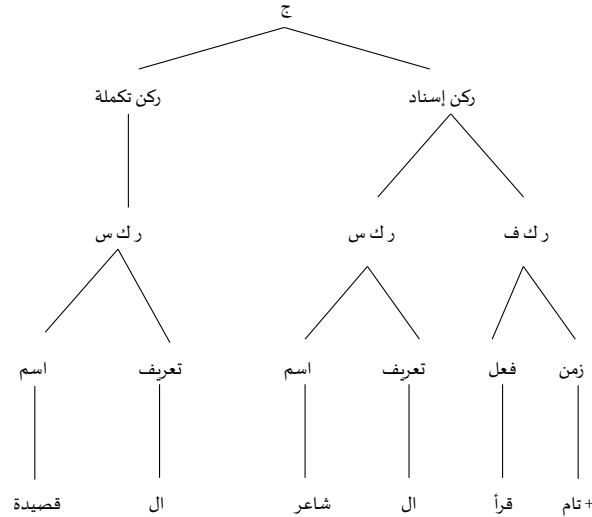 ج
ركن إسناد ركن تكملة
ر ك ف ر ك س ر ك س
زمن فعل تعريف اسم تعريف اسم
+ تام قرأ ال شاعر ال قصيدة